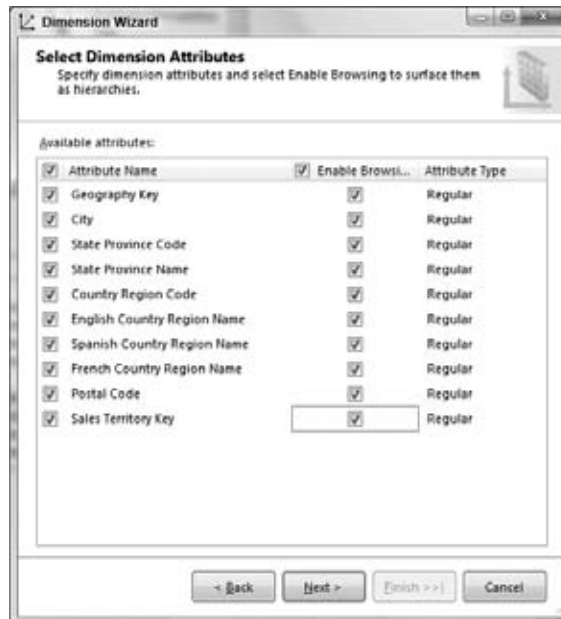 Dimension Wizard
Select Dimension Attributes
Specify dimension attributes and select Enable Browsing to surface them
as hierarchies.
Available attributes:
Attribute Name Enable Browsi... Attribute Type
Geography Key Regular
City Regular
State Province Code Regular
State Province Name Regular
Country Region Code Regular
English Country Region Name Regular
Spanish Country Region Name Regular
French Country Region Name Regular
Postal Code Regular
Sales Territory Key Regular
< Back Next > Finish >>| Cancel